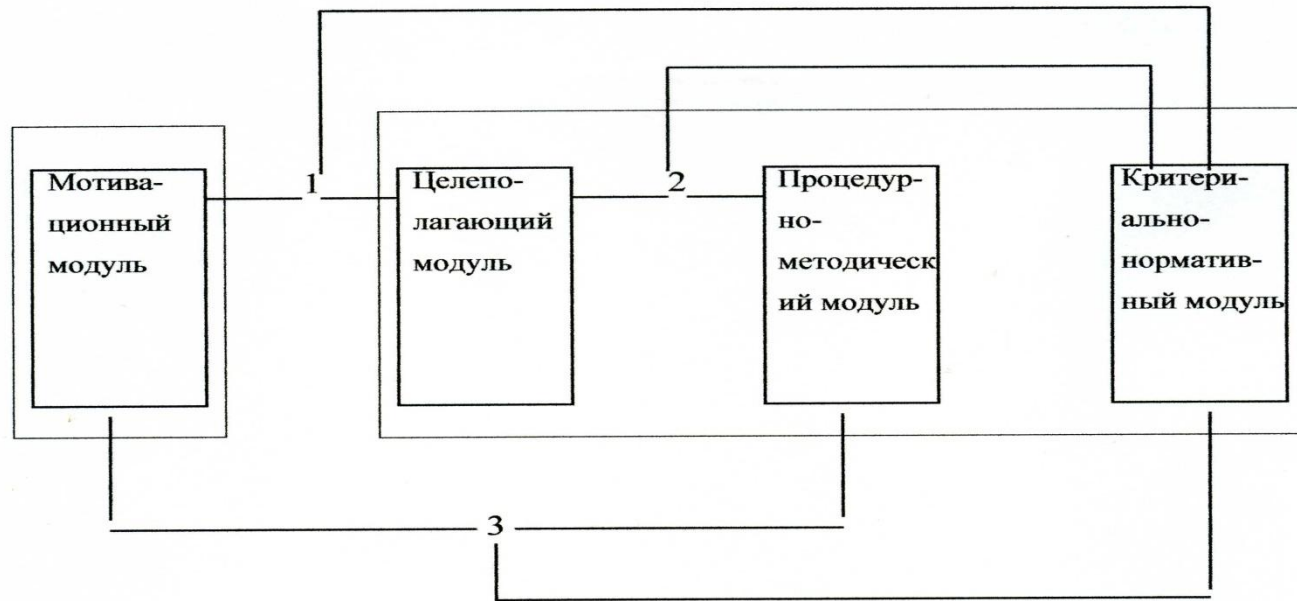 Мотива-
ционный
модуль
1
Целепо-
лагающий
модуль
2
Процедур-
но-
методическ
ий модуль
Критери-
ально-
норматив-
ный модуль
3